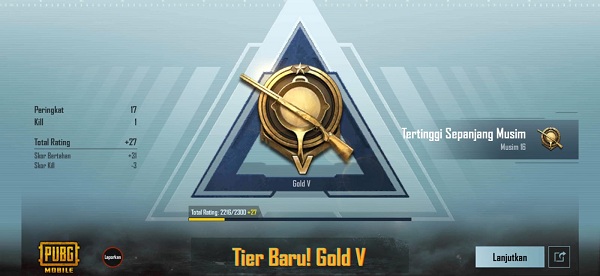 Peringkat 17
Kill 1
Total Rating +27
Skor Bertahan +31
Skor Kill -3
V
Gold V
Tertinggi Sepanjang Musim
Musim 16
Total Rating: 2216/2300 +27
PUBG
MOBILE
Laporkan
Tier Baru! Gold V
Lanjutkan